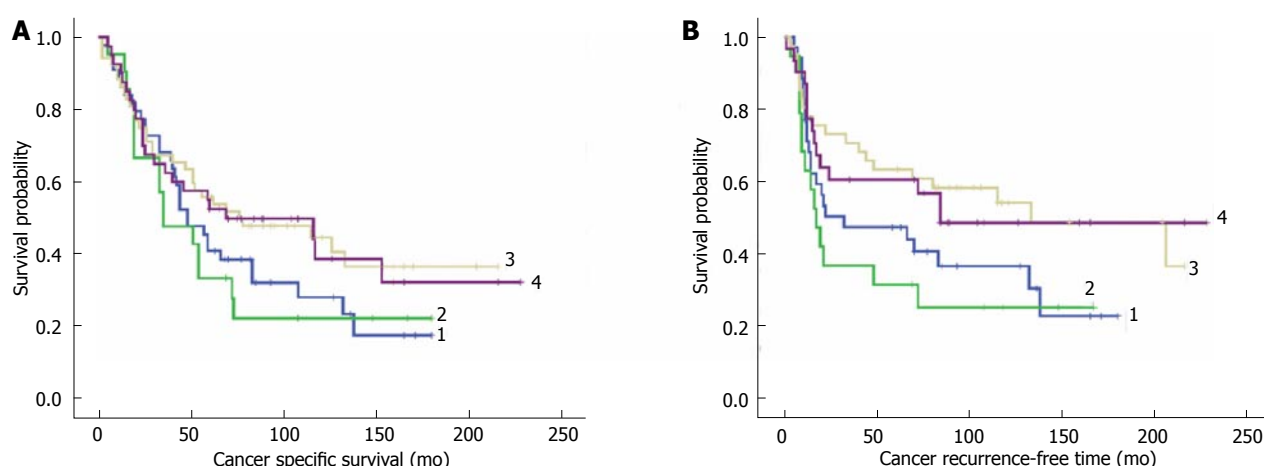 A
1.0
0.8
0.6
0.4
0.2
0.0
Survival probability
3
4
2
1
0 50 100 150 200 250
Cancer specific survival (mo)
B
1.0
0.8
0.6
0.4
0.2
0.0
Survival probability
4
3
2
1
0 50 100 150 200 250
Cancer recurrence-free time (mo)